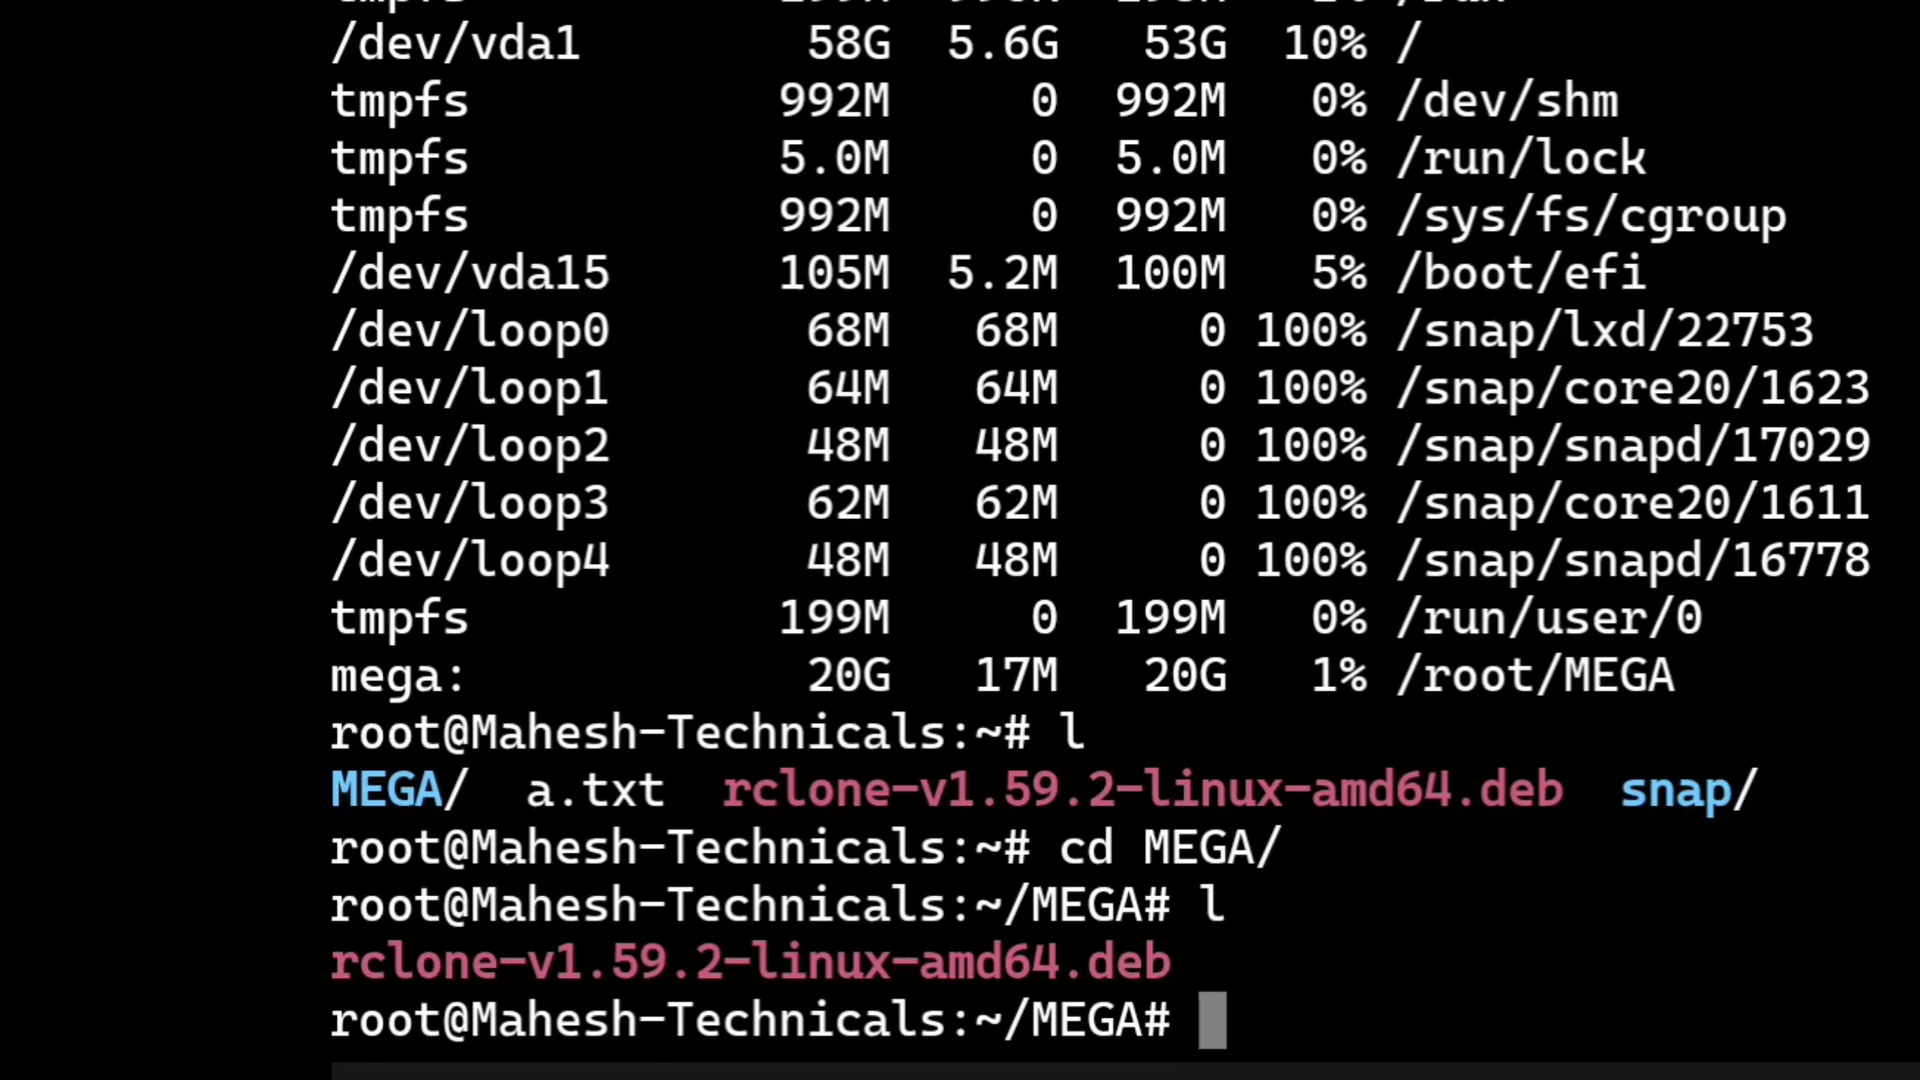 /dev/vda1 58G 5.6G 53G 10% /
tmpfs 992M 0 992M 0% /dev/shm
tmpfs 5.0M 0 5.0M 0% /run/lock
tmpfs 992M 0 992M 0% /sys/fs/cgroup
/dev/vda15 105M 5.2M 100M 5% /boot/efi
/dev/loop0 68M 68M 0 100% /snap/lxd/22753
/dev/loop1 64M 64M 0 100% /snap/core20/1623
/dev/loop2 48M 48M 0 100% /snap/snapd/17029
/dev/loop3 62M 62M 0 100% /snap/core20/1611
/dev/loop4 48M 48M 0 100% /snap/snapd/16778
tmpfs 199M 0 199M 0% /run/user/0
mega: 20G 17M 20G 1% /root/MEGA
root@Mahesh-Technicals:~# l
MEGA/ a.txt rclone-v1.59.2-linux-amd64.deb snap/
root@Mahesh-Technicals:~# cd MEGA/
root@Mahesh-Technicals:~/MEGA# l
rclone-v1.59.2-linux-amd64.deb
root@Mahesh-Technicals:~/MEGA#